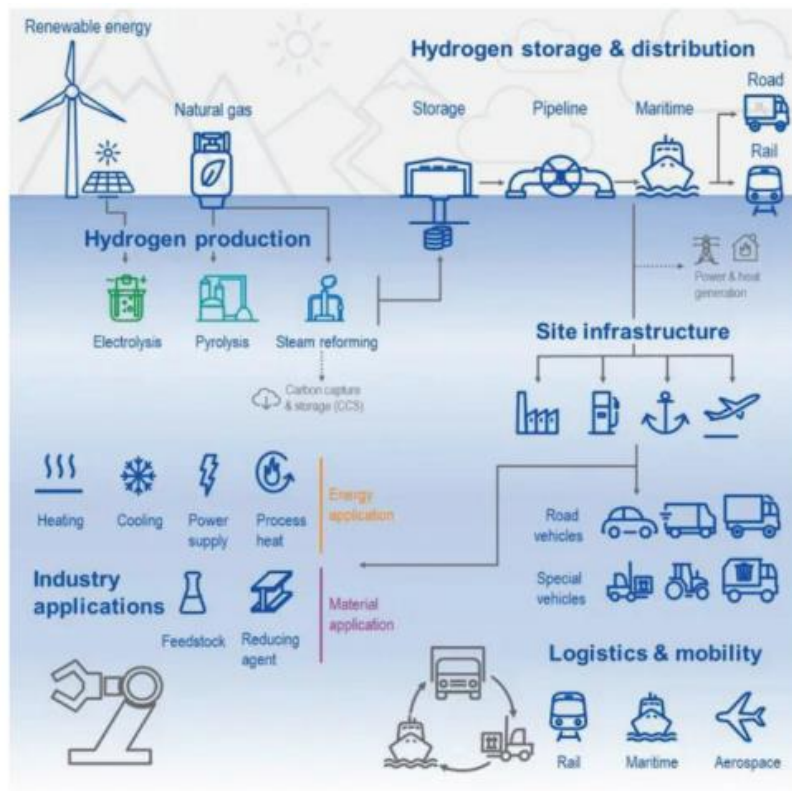 Renewable energy
Natural gas
Hydrogen storage & distribution
Storage
Pipeline
Maritime
Road
Rail
Hydrogen production
Electrolysis
Pyrolysis
Steam reforming
Carbon capture
& storage (CCS)
Power & heat
generation
Site infrastructure
Heating
Cooling
Power
supply
Process
heat
Energy
application
Industry
applications
Feedstock
Reducing
agent
Material
application
Road
vehicles
Special
vehicles
Logistics & mobility
Rail
Maritime
Aerospace